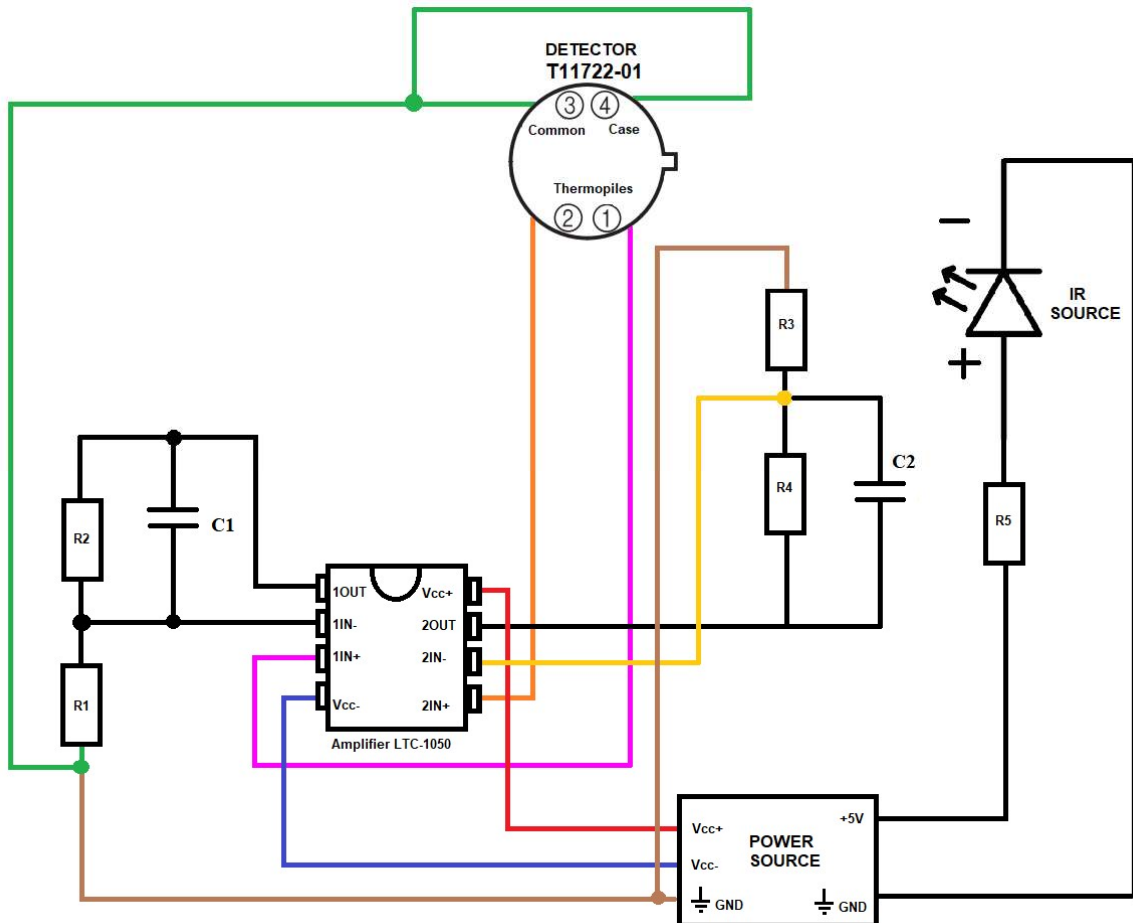 DETECTOR
T11722-01
3 4
Common Case
Thermopiles
2 1
IR
SOURCE
R3
R4
C2
R5
R2
C1
R1
1OUT Vcc+
1IN- 2OUT
1IN+ 2IN-
Vcc- 2IN+
Amplifier LTC-1050
Vcc+ +5V
POWER
SOURCE
Vcc-
GND GND